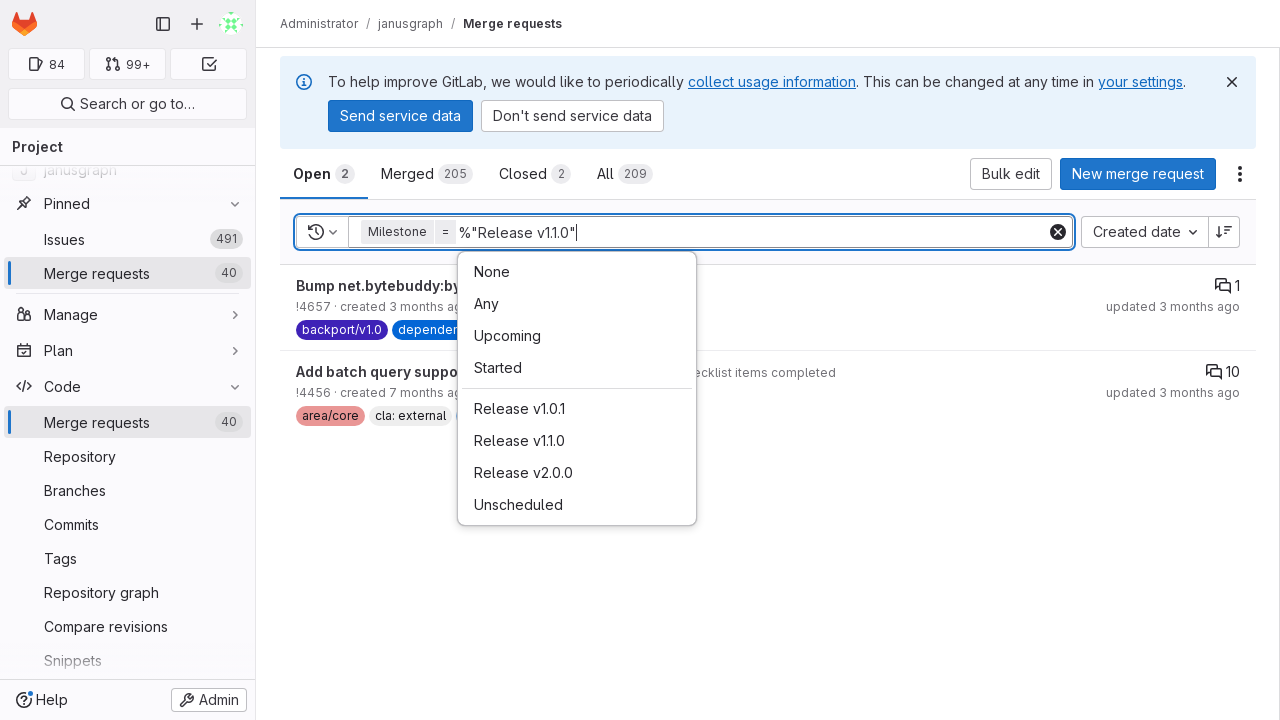 Administrator / janusgraph / Merge requests
84
99+
Search or go to…
Project
janusgraph
Pinned
Issues 491
Merge requests 40
Manage
Plan
Code
Merge requests 40
Repository
Branches
Commits
Tags
Repository graph
Compare revisions
Snippets
Help
Admin
To help improve GitLab, we would like to periodically collect usage information. This can be changed at any time in your settings.
Send service data Don't send service data
Open 2 Merged 205 Closed 2 All 209
Bulk edit New merge request
Milestone = %"Release v1.1.0"
Created date
None
Any
Upcoming
Started
Release v1.0.1
Release v1.1.0
Release v2.0.0
Unscheduled
Bump net.bytebuddy:by
1
!4657 · created 3 months ag
updated 3 months ago
backport/v1.0 depender
Add batch query suppo
ecklist items completed
10
!4456 · created 7 months ag
updated 3 months ago
area/core cla: external